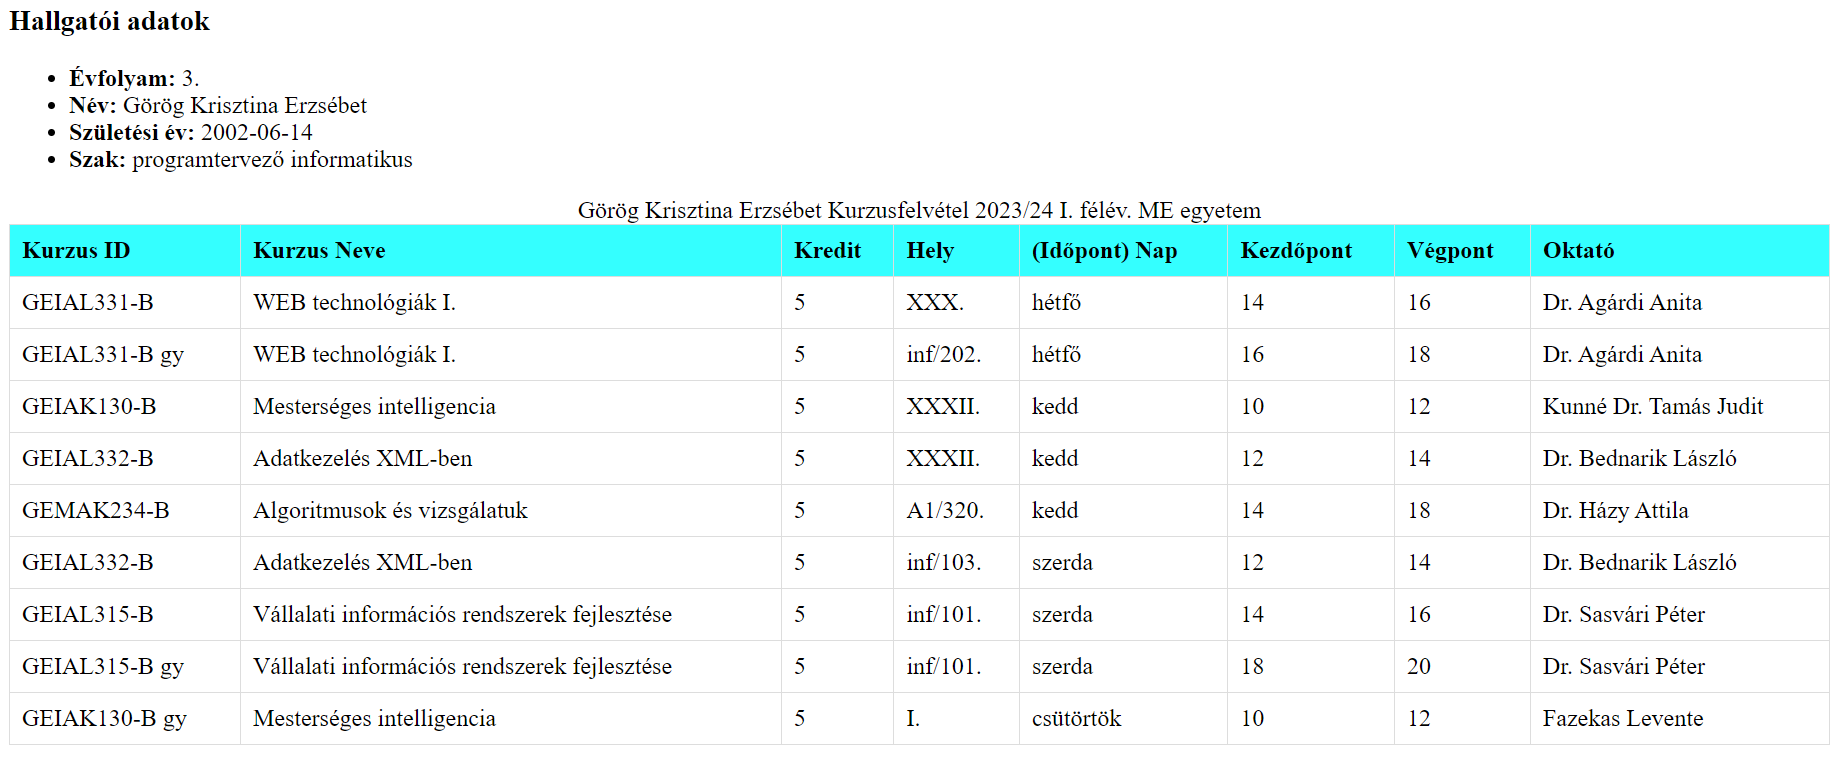 Hallgatói adatok
Évfolyam: 3.
Név: Görög Krisztina Erzsébet
Születési év: 2002-06-14
Szak: programtervező informatikus
Görög Krisztina Erzsébet Kurzusfelvétel 2023/24 I. félév. ME egyetem
Kurzus ID Kurzus Neve Kredit Hely (Időpont) Nap Kezdőpont Végpont Oktató
GEIAL331-B WEB technológiák I. 5 XXX. hétfő 14 16 Dr. Agárdi Anita
GEIAL331-B gy WEB technológiák I. 5 inf/202. hétfő 16 18 Dr. Agárdi Anita
GEIAK130-B Mesterséges intelligencia 5 XXXII. kedd 10 12 Kunné Dr. Tamás Judit
GEIAL332-B Adatkezelés XML-ben 5 XXXII. kedd 12 14 Dr. Bednarik László
GEMAK234-B Algoritmusok és vizsgálatuk 5 A1/320. kedd 14 18 Dr. Házy Attila
GEIAL332-B Adatkezelés XML-ben 5 inf/103. szerda 12 14 Dr. Bednarik László
GEIAL315-B Vállalati információs rendszerek fejlesztése 5 inf/101. szerda 14 16 Dr. Sasvári Péter
GEIAL315-B gy Vállalati információs rendszerek fejlesztése 5 inf/101. szerda 18 20 Dr. Sasvári Péter
GEIAK130-B gy Mesterséges intelligencia 5 I. csütörtök 10 12 Fazekas Levente